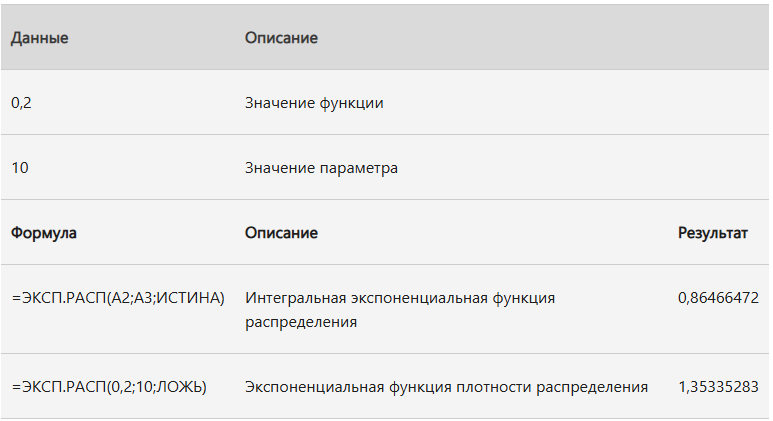 Данные Описание
0,2 Значение функции
10 Значение параметра
Формула Описание Результат
=ЭКСП.РАСП(A2;A3;ИСТИНА) Интегральная экспоненциальная функция 0,86466472
распределения
=ЭКСП.РАСП(0,2;10;ЛОЖЬ) Экспоненциальная функция плотности распределения 1,35335283